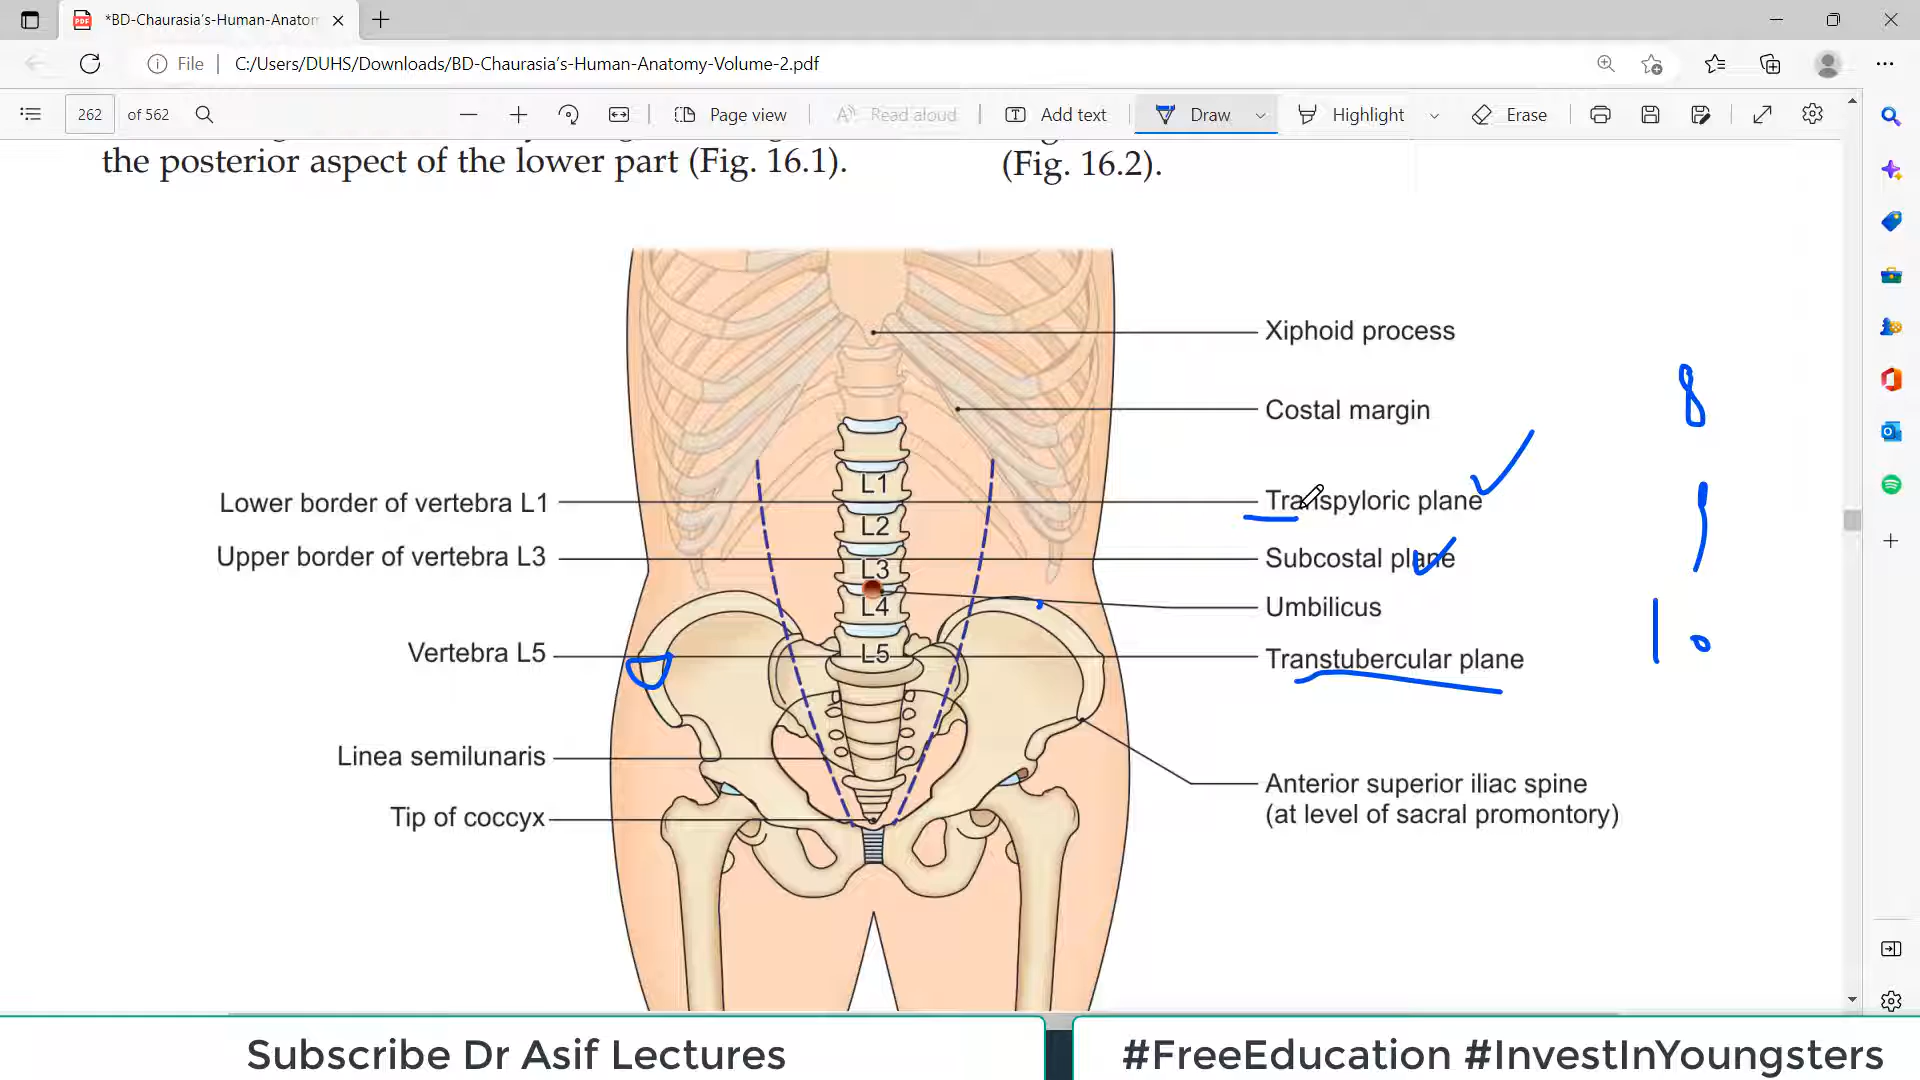 *BD-Chaurasia's-Human-Anatom
File
C:/Users/DUHS/Downloads/BD-Chaurasia's-Human-Anatomy-Volume-2.pdf
262 of 562
Page view
Read aloud
Add text
Draw
Highlight
Erase
the posterior aspect of the lower part (Fig. 16.1).
(Fig. 16.2).
Xiphoid process
Costal margin
8
Lower border of vertebra L1
L1
Transpyloric plane
L2
Upper border of vertebra L3
Subcostal plane
L3
L4
Umbilicus
10
Vertebra L5
L5
Transtubercular plane
Linea semilunaris
Anterior superior iliac spine
(at level of sacral promontory)
Tip of coccyx
Subscribe Dr Asif Lectures
#FreeEducation #InvestInYoungsters